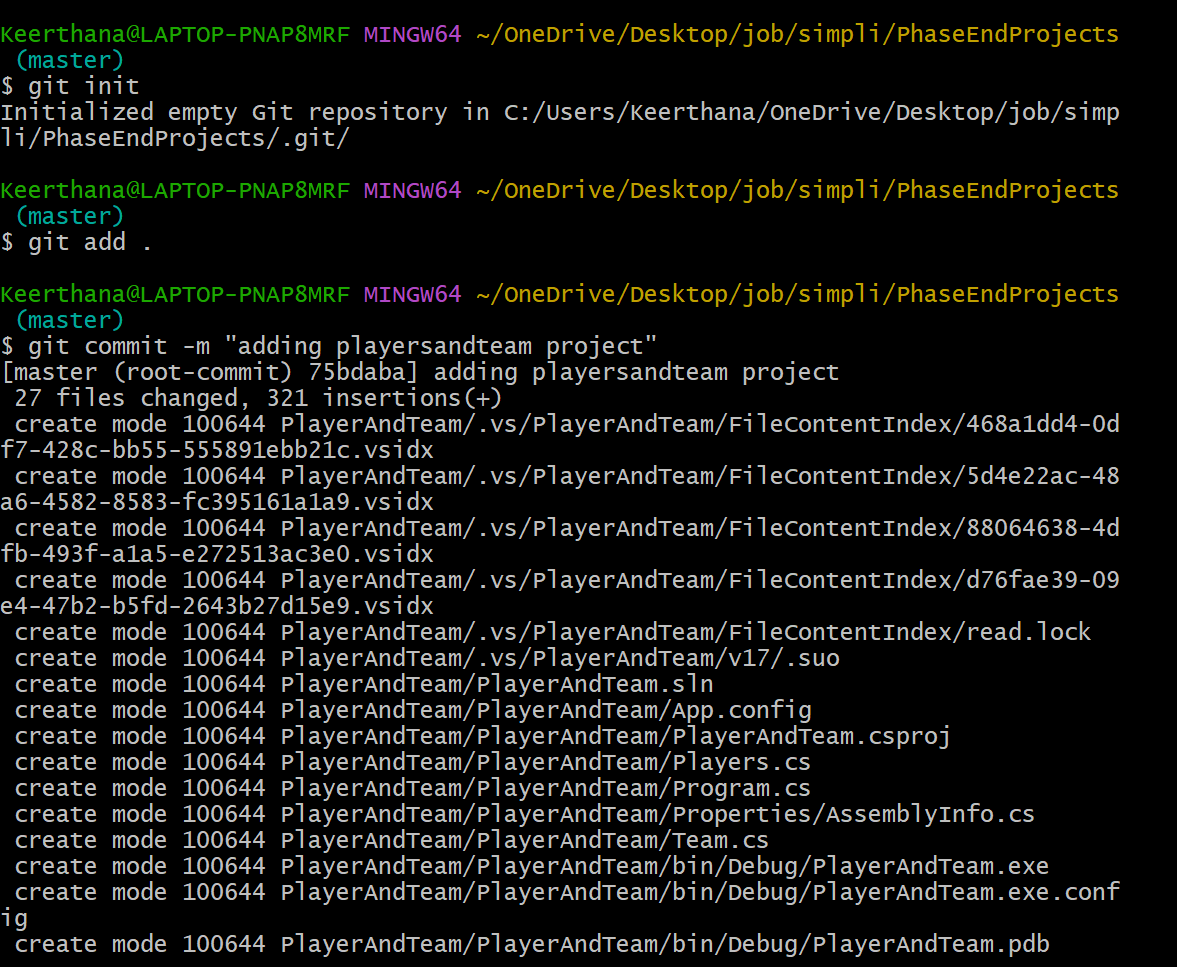 Keerthana@LAPTOP-PNAP8MRF MINGW64 ~/OneDrive/Desktop/job/simpli/PhaseEndProjects
 (master)
$ git init
Initialized empty Git repository in C:/Users/Keerthana/OneDrive/Desktop/job/simp
li/PhaseEndProjects/.git/

Keerthana@LAPTOP-PNAP8MRF MINGW64 ~/OneDrive/Desktop/job/simpli/PhaseEndProjects
 (master)
$ git add .

Keerthana@LAPTOP-PNAP8MRF MINGW64 ~/OneDrive/Desktop/job/simpli/PhaseEndProjects
 (master)
$ git commit -m "adding playersandteam project"
[master (root-commit) 75bdaba] adding playersandteam project
 27 files changed, 321 insertions(+)
 create mode 100644 PlayerAndTeam/.vs/PlayerAndTeam/FileContentIndex/468a1dd4-0d
f7-428c-bb55-555891ebb21c.vsidx
 create mode 100644 PlayerAndTeam/.vs/PlayerAndTeam/FileContentIndex/5d4e22ac-48
a6-4582-8583-fc395161a1a9.vsidx
 create mode 100644 PlayerAndTeam/.vs/PlayerAndTeam/FileContentIndex/88064638-4d
fb-493f-a1a5-e272513ac3e0.vsidx
 create mode 100644 PlayerAndTeam/.vs/PlayerAndTeam/FileContentIndex/d76fae39-09
e4-47b2-b5fd-2643b27d15e9.vsidx
 create mode 100644 PlayerAndTeam/.vs/PlayerAndTeam/FileContentIndex/read.lock
 create mode 100644 PlayerAndTeam/.vs/PlayerAndTeam/v17/.suo
 create mode 100644 PlayerAndTeam/PlayerAndTeam.sln
 create mode 100644 PlayerAndTeam/PlayerAndTeam/App.config
 create mode 100644 PlayerAndTeam/PlayerAndTeam/PlayerAndTeam.csproj
 create mode 100644 PlayerAndTeam/PlayerAndTeam/Players.cs
 create mode 100644 PlayerAndTeam/PlayerAndTeam/Program.cs
 create mode 100644 PlayerAndTeam/PlayerAndTeam/Properties/AssemblyInfo.cs
 create mode 100644 PlayerAndTeam/PlayerAndTeam/Team.cs
 create mode 100644 PlayerAndTeam/PlayerAndTeam/bin/Debug/PlayerAndTeam.exe
 create mode 100644 PlayerAndTeam/PlayerAndTeam/bin/Debug/PlayerAndTeam.exe.conf
ig
 create mode 100644 PlayerAndTeam/PlayerAndTeam/bin/Debug/PlayerAndTeam.pdb